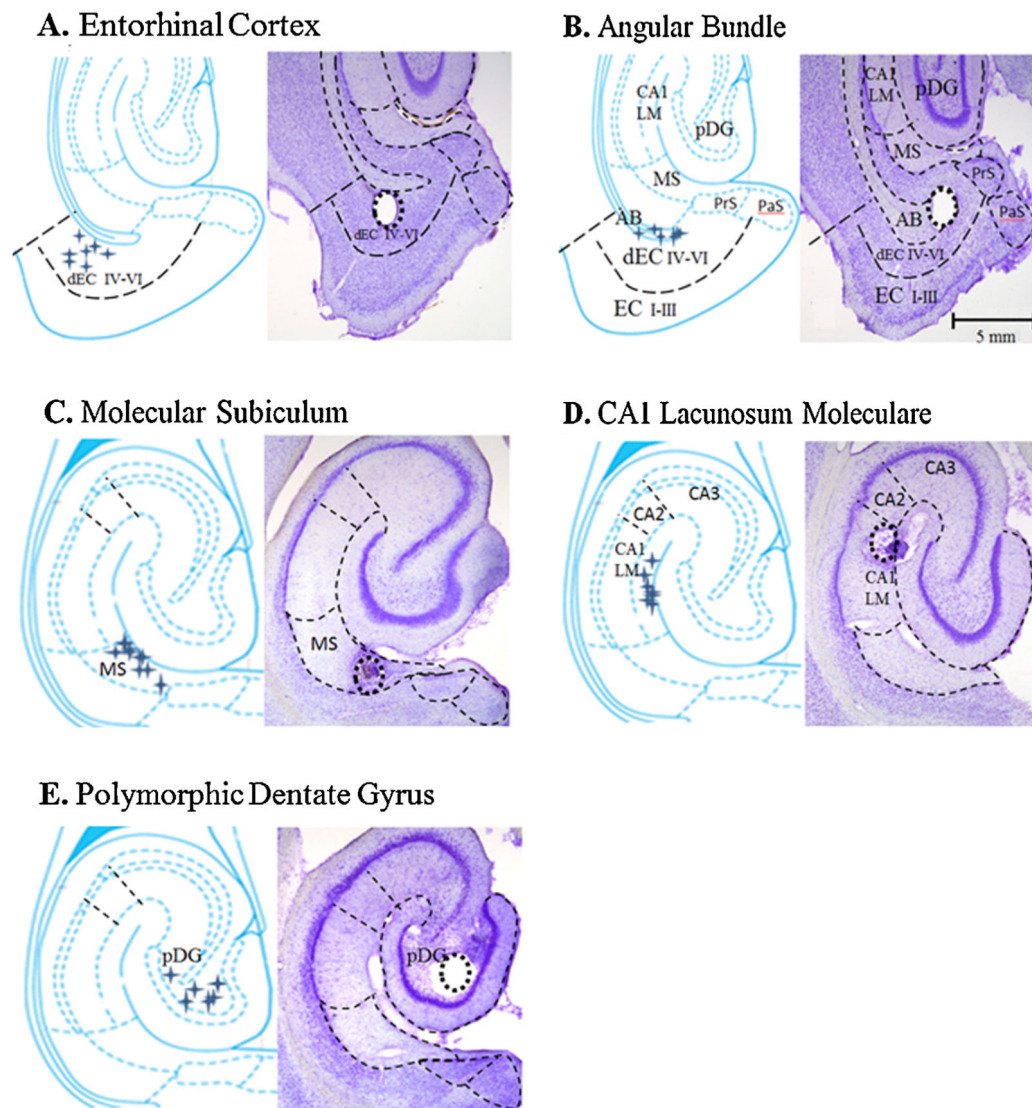 A. Entorhinal Cortex
dEC IV-VI
dEC IV-VI
B. Angular Bundle
CA1
LM
pDG
MS
PrS
PaS
AB
dEC IV-VI
EC I-III
CA1
LM
pDG
MS
PrS
PaS
AB
dEC IV-VI
EC I-III
5 mm
C. Molecular Subiculum
MS
MS
D. CA1 Lacunosum Moleculare
CA3
CA2
CA1
LM
CA3
CA2
CA1
LM
E. Polymorphic Dentate Gyrus
pDG
pDG